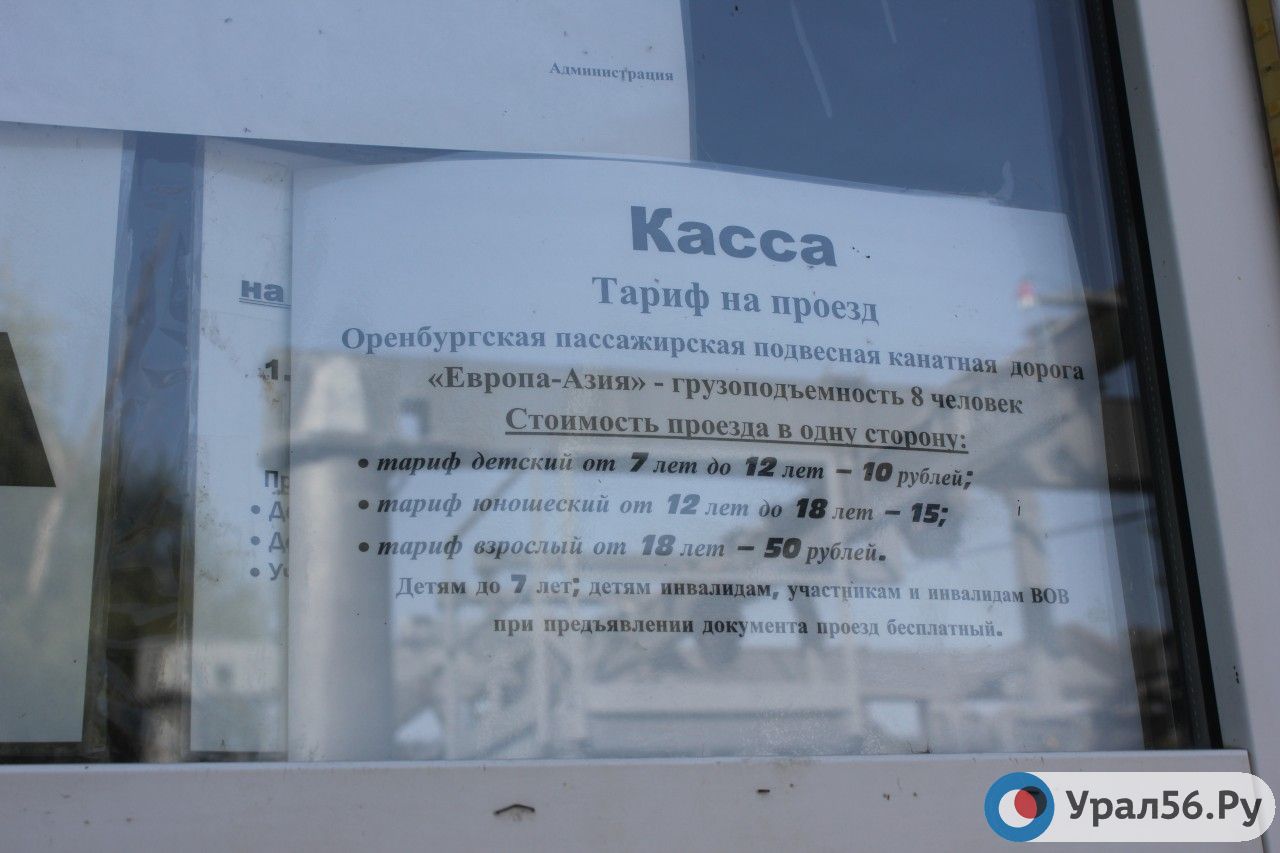 Администрация
Касса
Тариф на проезд
Оренбургская пассажирская подвесная канатная дорога
«Европа-Азия» - грузоподъемность 8 человек
Стоимость проезда в одну сторону:
• тариф детский от 7 лет до 12 лет – 10 рублей;
• тариф юношеский от 12 лет до 18 лет – 15;
• тариф взрослый от 18 лет – 50 рублей.
Детям до 7 лет; детям инвалидам, участникам и инвалидам ВОВ
при предъявлении документа проезд бесплатный.
на
1.
Урал56.Ру